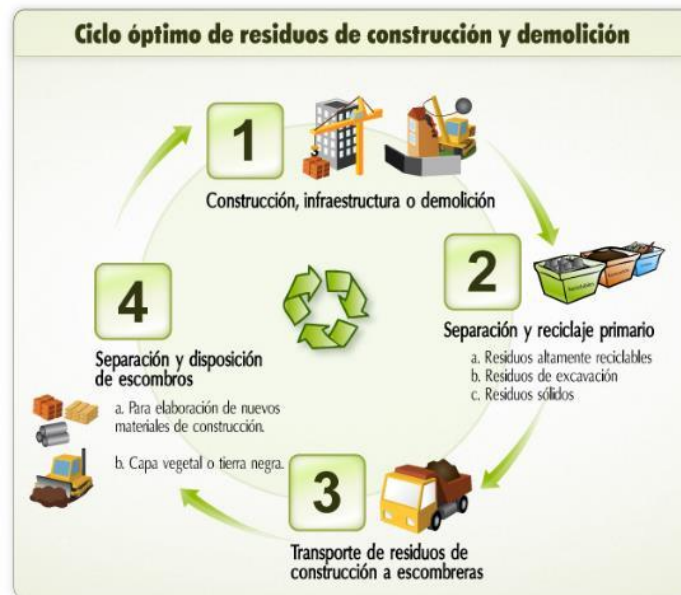 Ciclo óptimo de residuos de construcción y demolición
1
Construcción, infraestructura o demolición
2
Separación y reciclaje primario
a. Residuos altamente reciclables
b. Residuos de excavación
c. Residuos sólidos
3
Transporte de residuos de
construcción a escombreras
4
Separación y disposición
de escombros
a. Para elaboración de nuevos
materiales de construcción.
b. Capa vegetal o tierra negra.